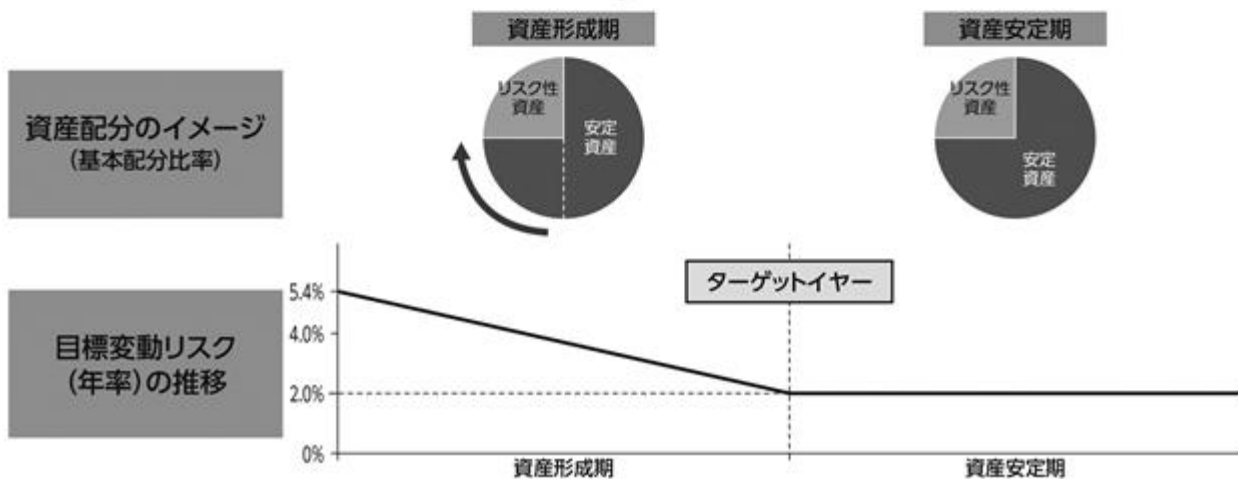 資産形成期
資産安定期
資産配分のイメージ
(基本配分比率)
リスク性
資産
安定
資産
リスク性
資産
安定
資産
ターゲットイヤー
目標変動リスク
(年率)の推移
5.4%
4.0%
2.0%
0%
資産形成期
資産安定期